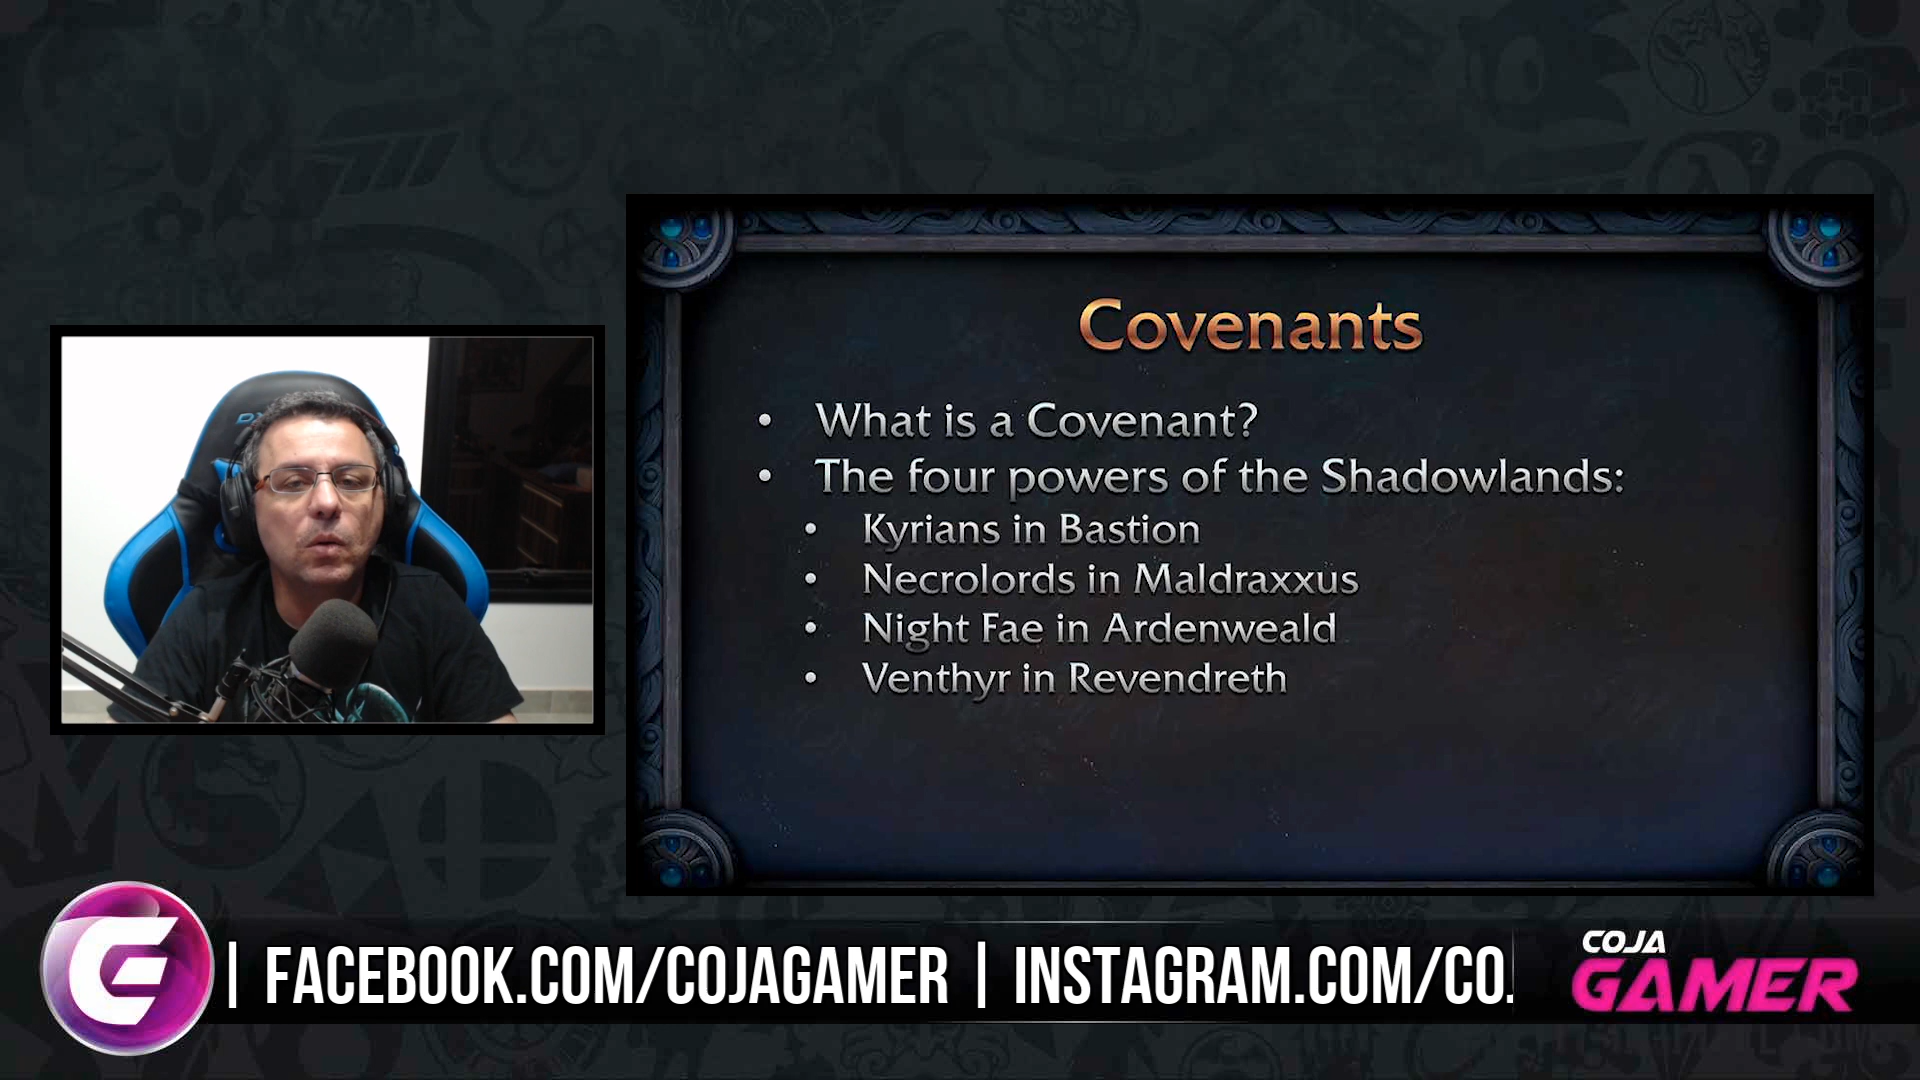 Covenants
• What is a Covenant?
• The four powers of the Shadowlands:
• Kyrians in Bastion
• Necrolords in Maldraxxus
• Night Fae in Ardenweald
• Venthyr in Revendreth
| FACEBOOK.COM/COJAGAMER | INSTAGRAM.COM/CO
COJA
GAMER